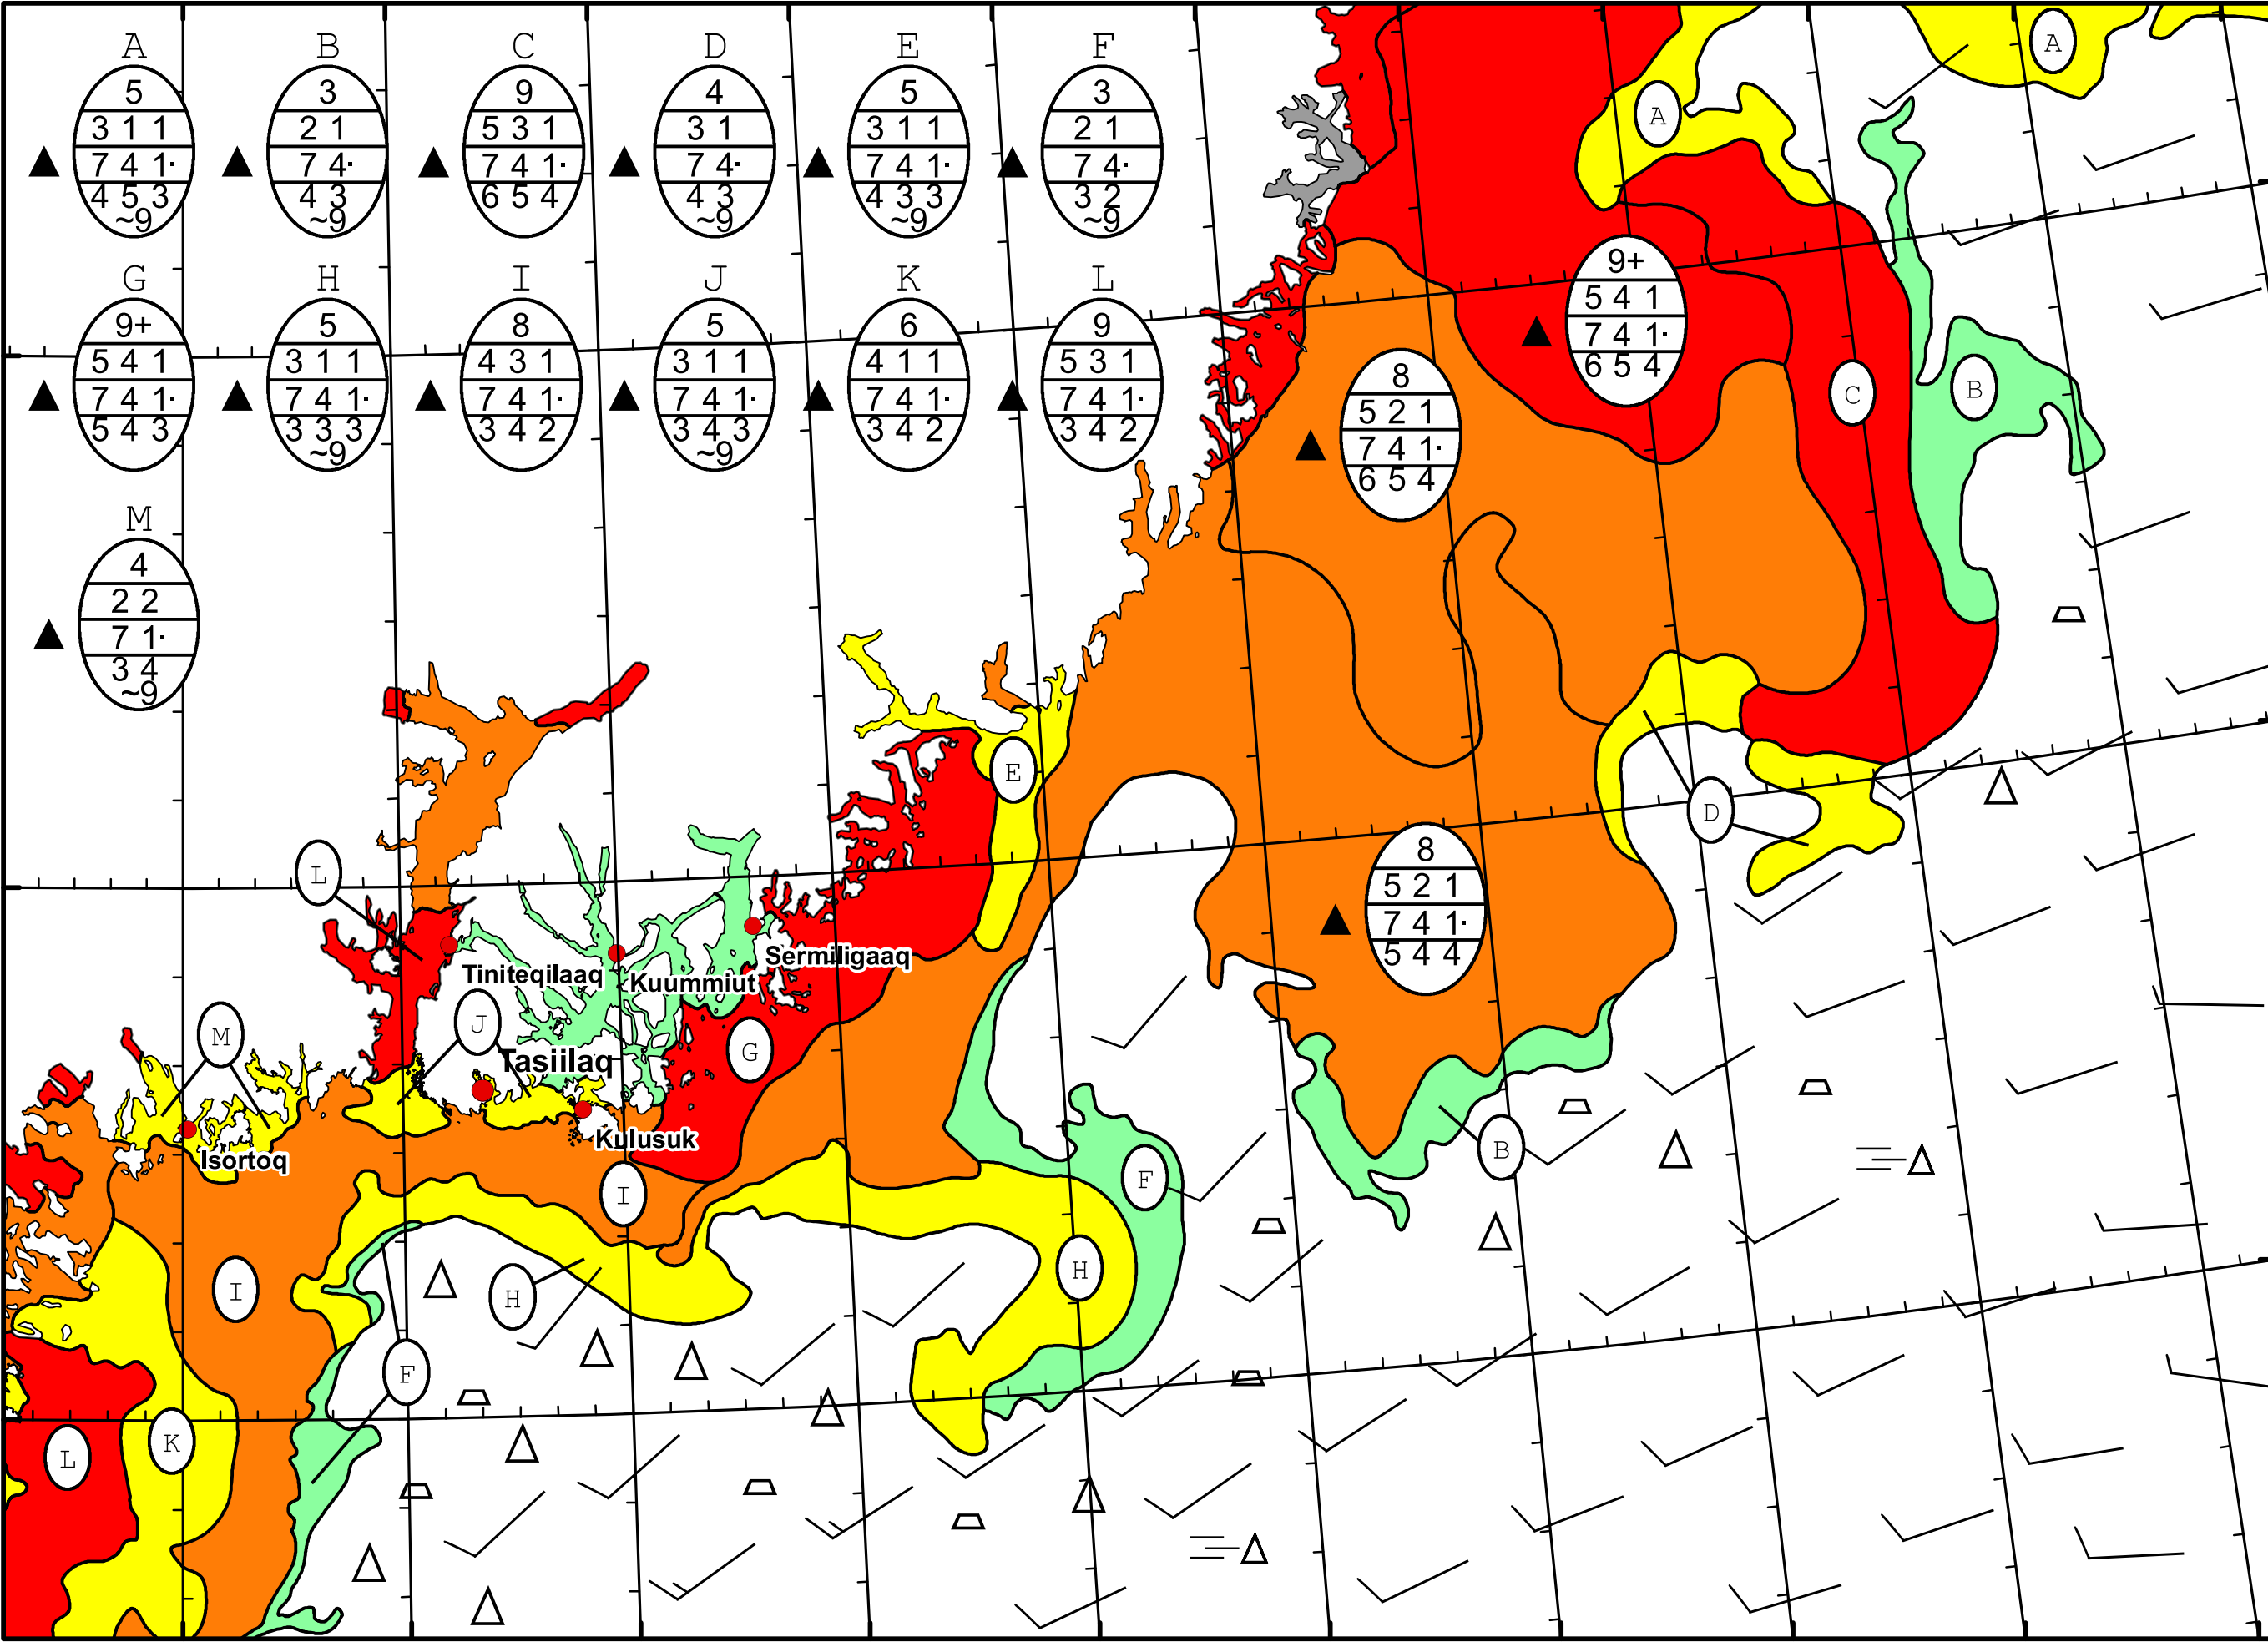 A B C D E F
5 3 9 4 5 3
3 1 1 2 1 5 3 1 3 1 3 1 1 2 1
7 4 1· 7 4· 7 4 1· 7 4· 7 4 1· 7 4·
4 5 3 4 3 6 5 4 4 3 4 3 3 3 2
~9 ~9 ~9 ~9 ~9
G H I J K L
9+ 5 8 5 6 9
5 4 1 3 1 1 4 3 1 3 1 1 4 1 1 5 3 1
7 4 1· 7 4 1· 7 4 1· 7 4 1· 7 4 1· 7 4 1·
5 4 3 3 3 3 3 4 2 3 4 3 3 4 2 3 4 2
~9 ~9
M
4
2 2
7 1·
3 4
~9
A
A
9+
5 4 1
7 4 1·
6 5 4
8
5 2 1
7 4 1·
6 5 4
C
B
E
D
8
5 2 1
7 4 1·
5 4 4
L
Sermiligaaq
Tiniteqilaaq
Kuummiut
M
J
G
Tasiilaq
Kulusuk
Isortoq
B
F
I
H
I
H
F
K
L